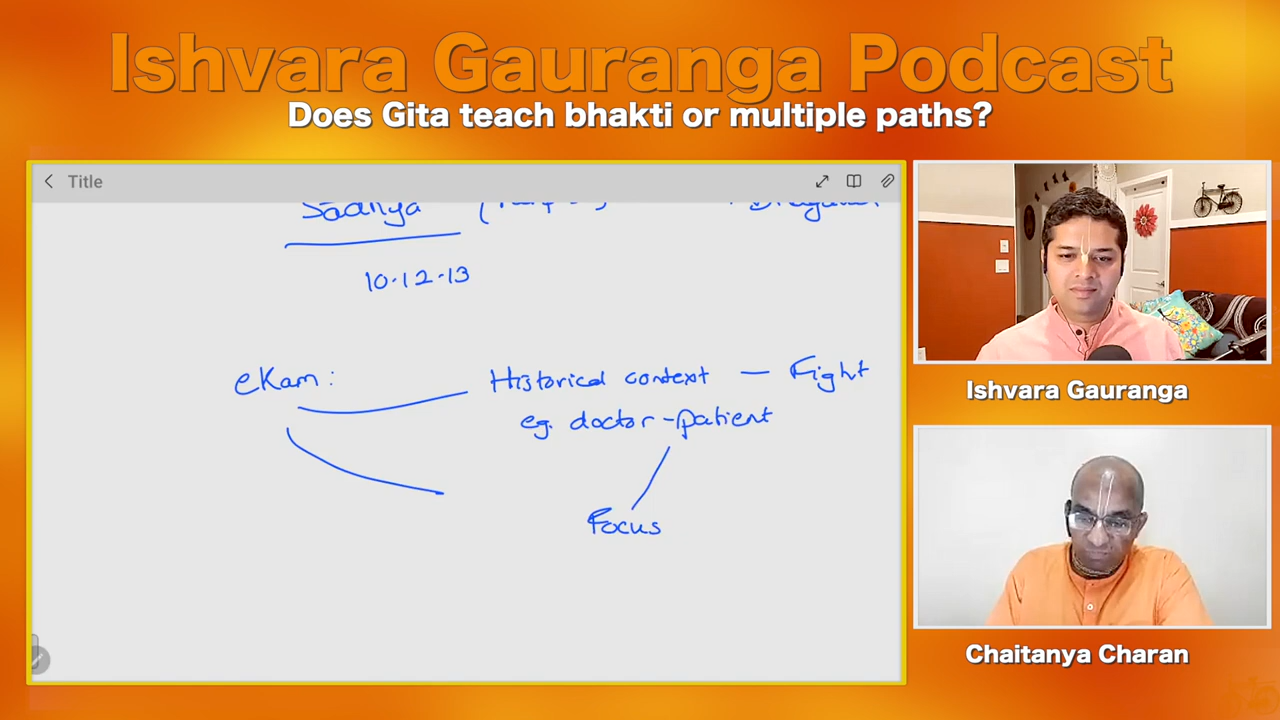 Ishvara Gauranga Podcast
Does Gita teach bhakti or multiple paths?
Title
Sadhya
10.12.13
ekam: Historical context — Fight
eg. doctor-patient
Focus
Ishvara Gauranga
Chaitanya Charan